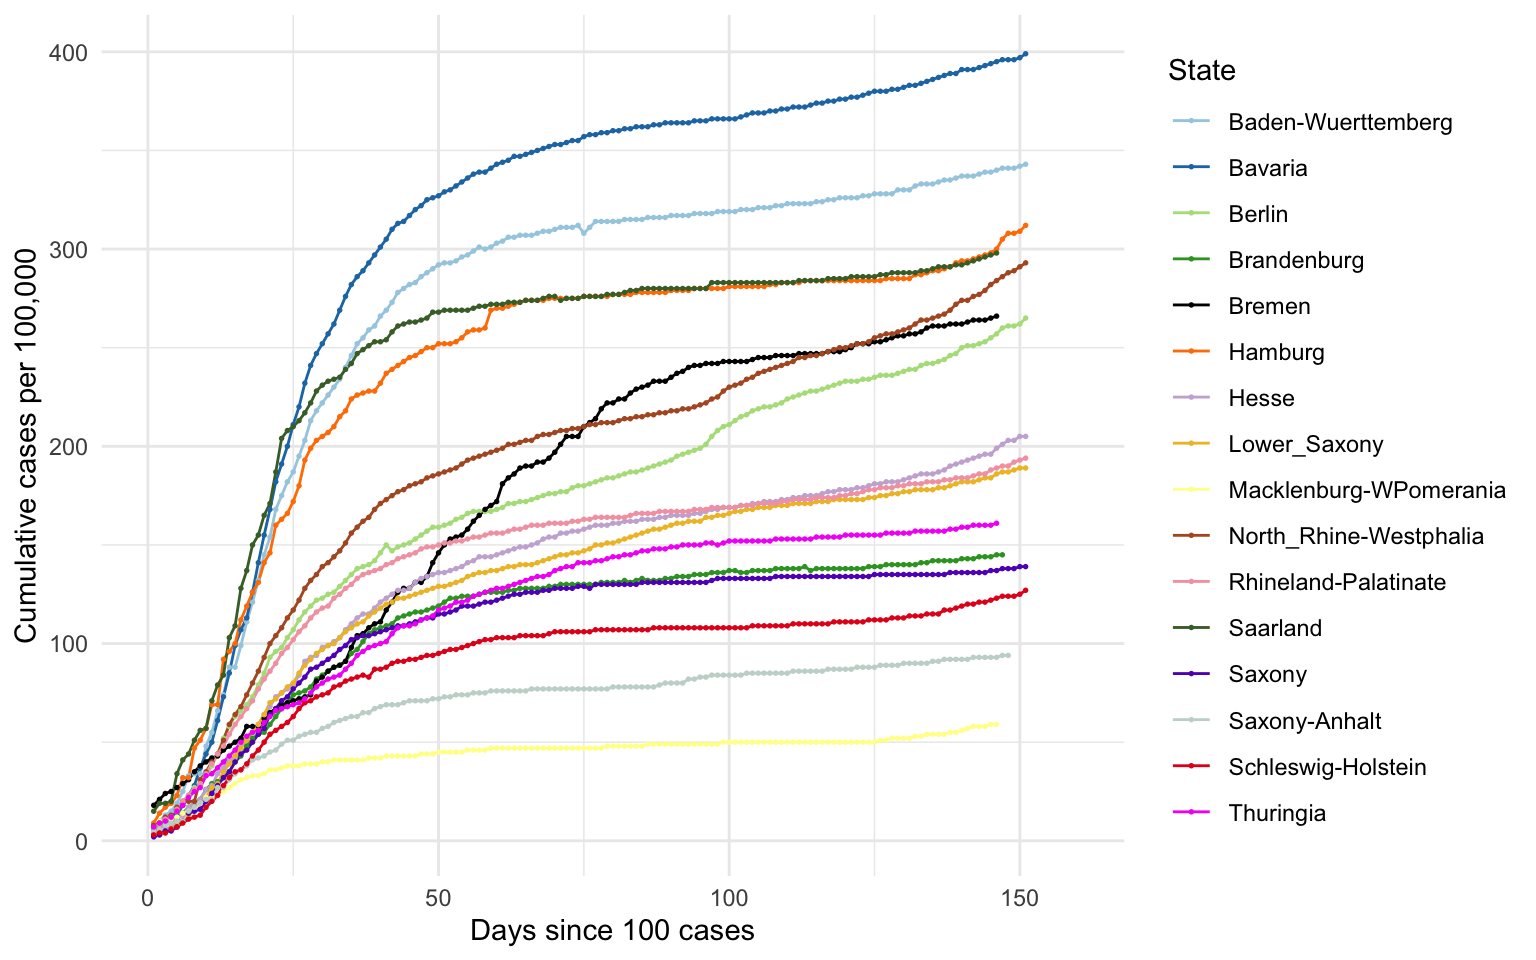 Cumulative cases per 100,000
400
300
200
100
0
0 50 100 150
Days since 100 cases
State
Baden-Wuerttemberg
Bavaria
Berlin
Brandenburg
Bremen
Hamburg
Hesse
Lower_Saxony
Macklenburg-WPomerania
North_Rhine-Westphalia
Rhineland-Palatinate
Saarland
Saxony
Saxony-Anhalt
Schleswig-Holstein
Thuringia